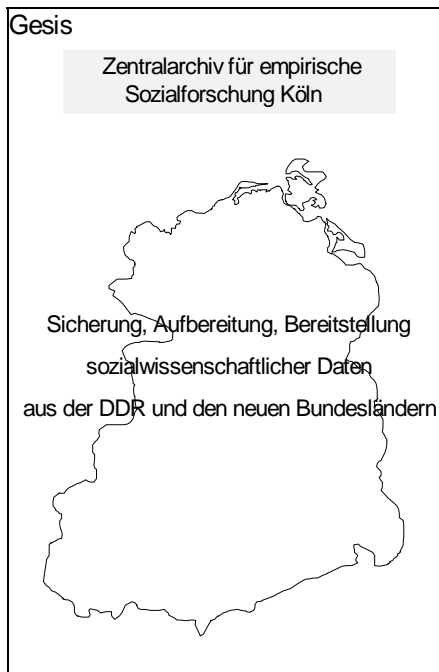 Gesis
Zentralarchiv für empirische
Sozialforschung Köln
Sicherung, Aufbereitung, Bereitstellung
sozialwissenschaftlicher Daten
aus der DDR und den neuen Bundesländern